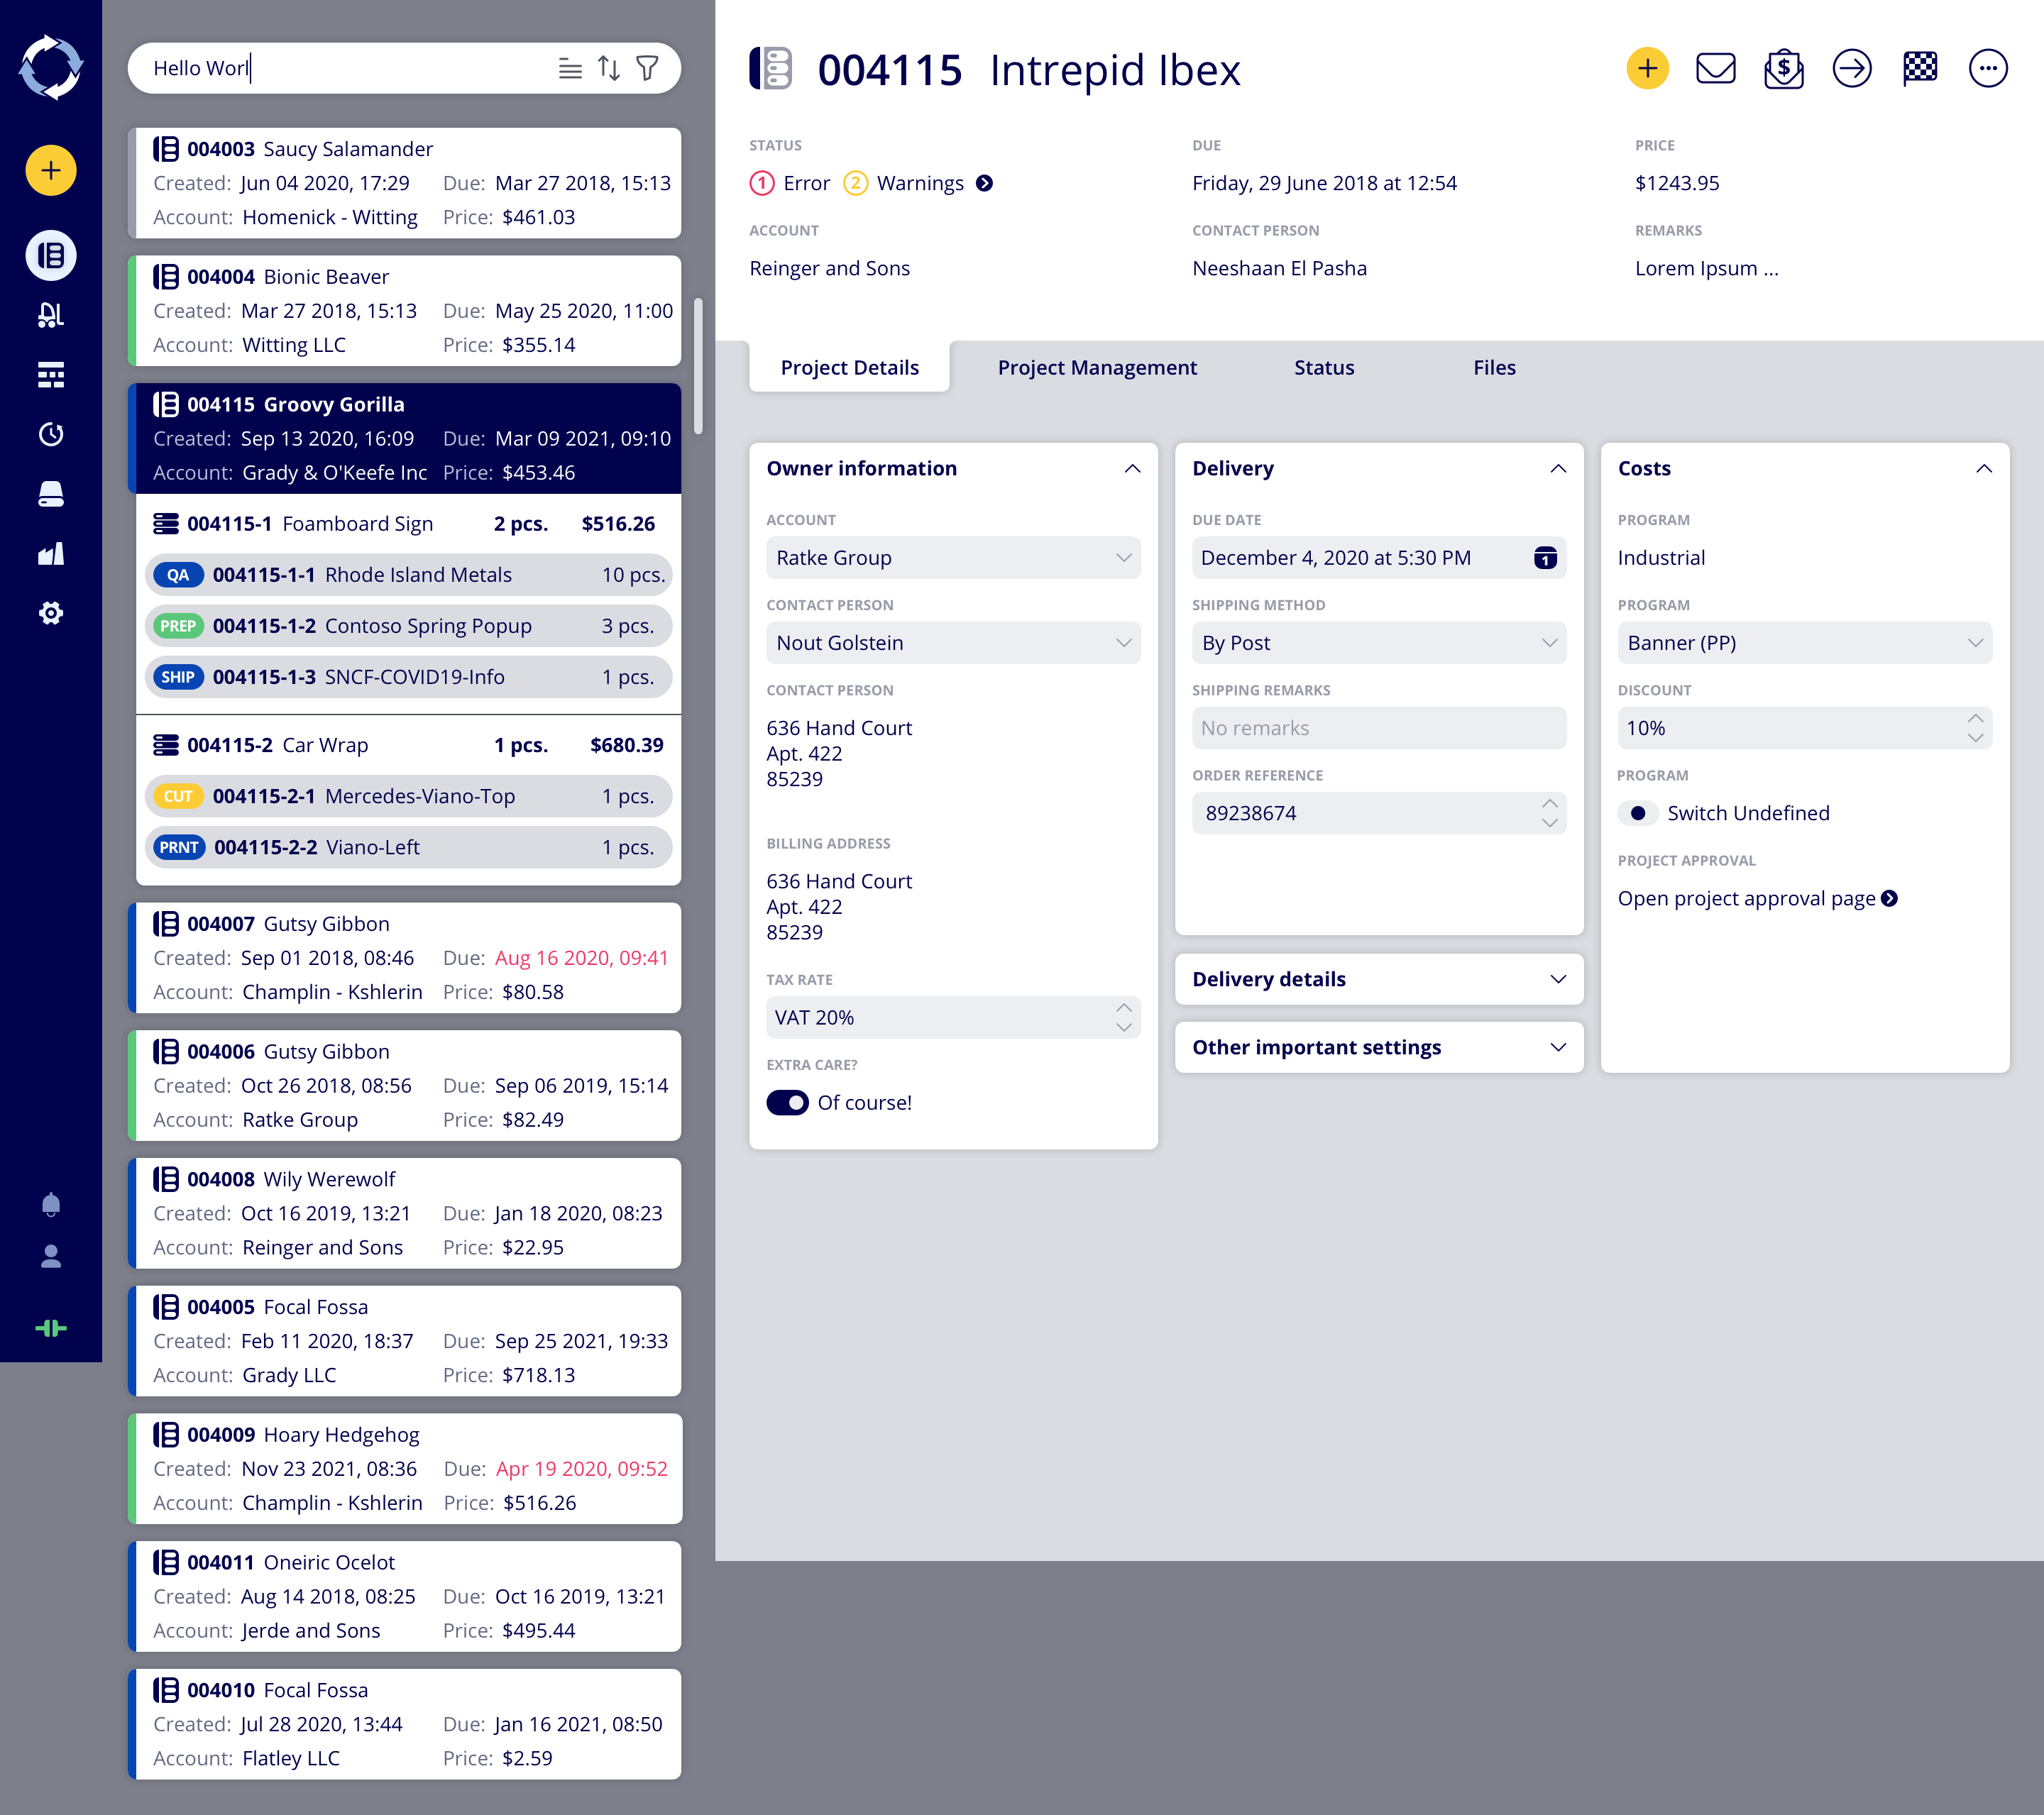 Hello Worl
004003 Saucy Salamander
Created: Jun 04 2020, 17:29 Due: Mar 27 2018, 15:13
Account: Homenick - Witting Price: $461.03
004004 Bionic Beaver
Created: Mar 27 2018, 15:13 Due: May 25 2020, 11:00
Account: Witting LLC Price: $355.14
004115 Groovy Gorilla
Created: Sep 13 2020, 16:09 Due: Mar 09 2021, 09:10
Account: Grady & O'Keefe Inc Price: $453.46
004115-1 Foamboard Sign 2 pcs. $516.26
QA 004115-1-1 Rhode Island Metals 10 pcs.
PREP 004115-1-2 Contoso Spring Popup 3 pcs.
SHIP 004115-1-3 SNCF-COVID19-Info 1 pcs.
004115-2 Car Wrap 1 pcs. $680.39
CUT 004115-2-1 Mercedes-Viano-Top 1 pcs.
PRNT 004115-2-2 Viano-Left 1 pcs.
004007 Gutsy Gibbon
Created: Sep 01 2018, 08:46 Due: Aug 16 2020, 09:41
Account: Champlin - Kshlerin Price: $80.58
004006 Gutsy Gibbon
Created: Oct 26 2018, 08:56 Due: Sep 06 2019, 15:14
Account: Ratke Group Price: $82.49
004008 Wily Werewolf
Created: Oct 16 2019, 13:21 Due: Jan 18 2020, 08:23
Account: Reinger and Sons Price: $22.95
004005 Focal Fossa
Created: Feb 11 2020, 18:37 Due: Sep 25 2021, 19:33
Account: Grady LLC Price: $718.13
004009 Hoary Hedgehog
Created: Nov 23 2021, 08:36 Due: Apr 19 2020, 09:52
Account: Champlin - Kshlerin Price: $516.26
004011 Oneiric Ocelot
Created: Aug 14 2018, 08:25 Due: Oct 16 2019, 13:21
Account: Jerde and Sons Price: $495.44
004010 Focal Fossa
Created: Jul 28 2020, 13:44 Due: Jan 16 2021, 08:50
Account: Flatley LLC Price: $2.59
004115 Intrepid Ibex
$
STATUS
1 Error 2 Warnings
DUE
Friday, 29 June 2018 at 12:54
PRICE
$1243.95
ACCOUNT
Reinger and Sons
CONTACT PERSON
Neeshaan El Pasha
REMARKS
Lorem Ipsum ...
Project Details Project Management Status Files
Owner information
ACCOUNT
Ratke Group
CONTACT PERSON
Nout Golstein
CONTACT PERSON
636 Hand Court
Apt. 422
85239
BILLING ADDRESS
636 Hand Court
Apt. 422
85239
TAX RATE
VAT 20%
EXTRA CARE?
Of course!
Delivery
DUE DATE
December 4, 2020 at 5:30 PM 1
SHIPPING METHOD
By Post
SHIPPING REMARKS
No remarks
ORDER REFERENCE
89238674
Delivery details
Other important settings
Costs
PROGRAM
Industrial
PROGRAM
Banner (PP)
DISCOUNT
10%
PROGRAM
Switch Undefined
PROJECT APPROVAL
Open project approval page